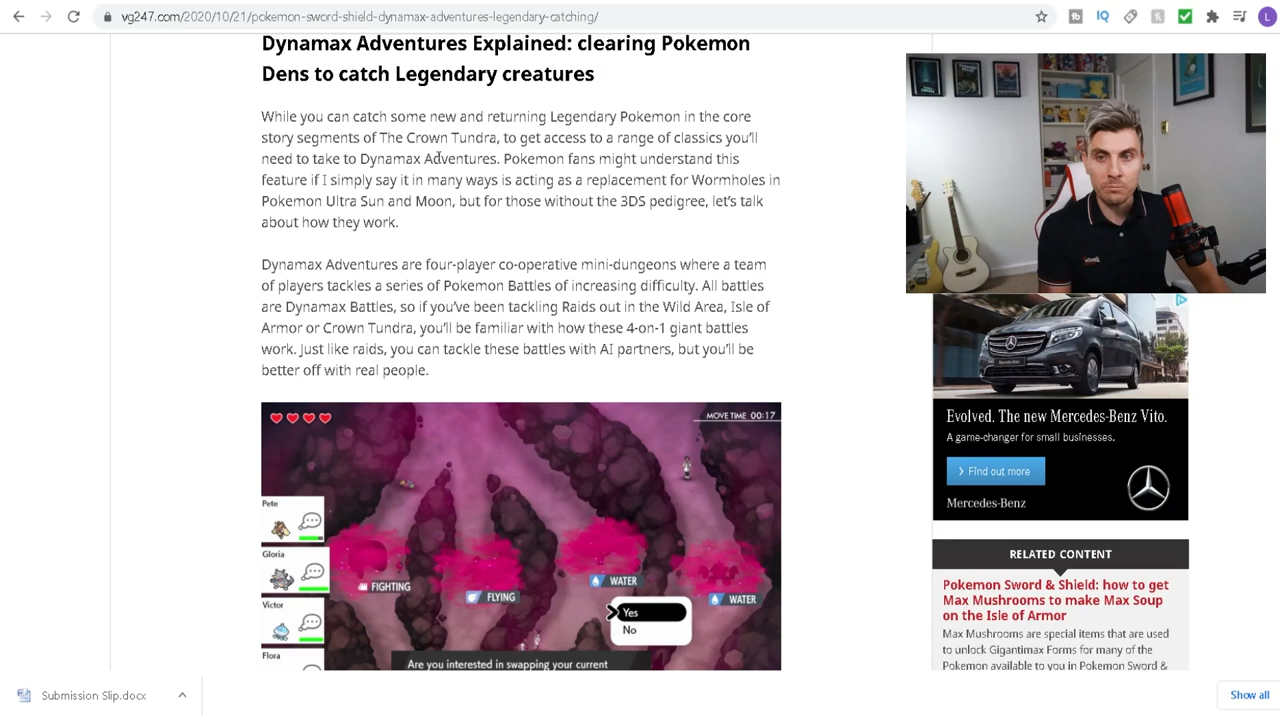 vg247.com/2020/10/21/pokemon-sword-shield-dynamax-adventures-legendary-catching/
Dynamax Adventures Explained: clearing Pokemon
Dens to catch Legendary creatures
While you can catch some new and returning Legendary Pokemon in the core
story segments of The Crown Tundra, to get access to a range of classics you'll
need to take to Dynamax Adventures. Pokemon fans might understand this
feature if I simply say it in many ways is acting as a replacement for Wormholes in
Pokemon Ultra Sun and Moon, but for those without the 3DS pedigree, let's talk
about how they work.
Dynamax Adventures are four-player co-operative mini-dungeons where a team
of players tackles a series of Pokemon Battles of increasing difficulty. All battles
are Dynamax Battles, so if you've been tackling Raids out in the Wild Area, Isle of
Armor or Crown Tundra, you'll be familiar with how these 4-on-1 giant battles
work. Just like raids, you can tackle these battles with AI partners, but you'll be
better off with real people.
MOVE TIME 00:17
Pete
Gloria
Victor
Flora
FIGHTING
FLYING
WATER
WATER
Yes
No
Are you interested in swapping your current
Evolved. The new Mercedes-Benz Vito.
A game-changer for small businesses.
> Find out more
Mercedes-Benz
RELATED CONTENT
Pokemon Sword & Shield: how to get
Max Mushrooms to make Max Soup
on the Isle of Armor
Max Mushrooms are special items that are used
to unlock Gigantimax Forms for many of the
Pokemon available to you in Pokemon Sword &
Submission Slip.docx
Show all